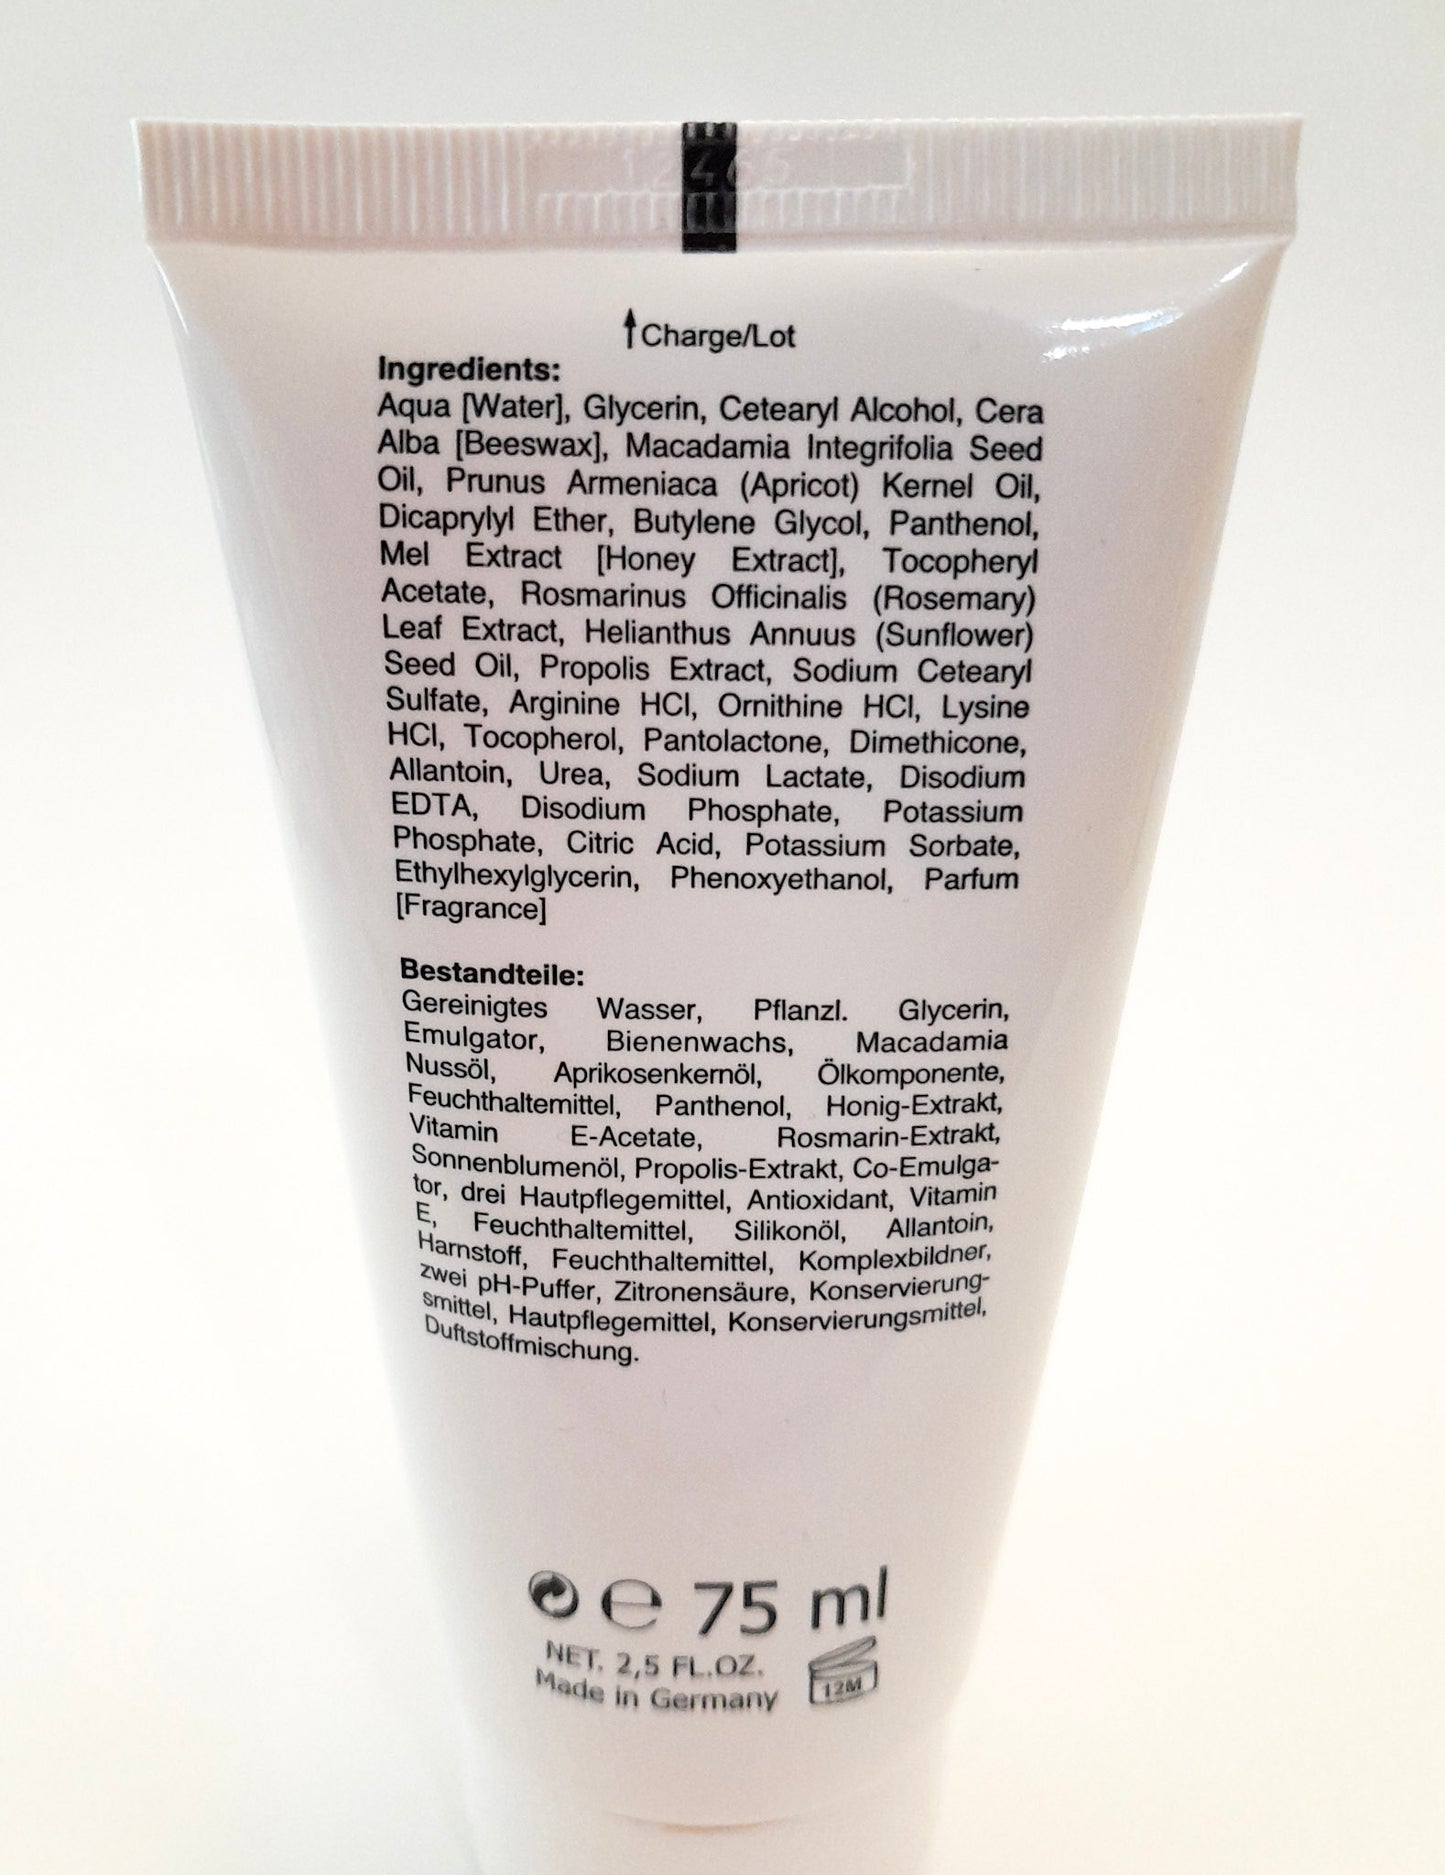 12465
Charge/Lot
Ingredients:
Aqua [Water], Glycerin, Cetearyl Alcohol, Cera
Alba [Beeswax], Macadamia Integrifolia Seed
Oil, Prunus Armeniaca (Apricot) Kernel Oil,
Dicaprylyl Ether, Butylene Glycol, Panthenol,
Mel Extract [Honey Extract], Tocopheryl
Acetate, Rosmarinus Officinalis (Rosemary)
Leaf Extract, Helianthus Annuus (Sunflower)
Seed Oil, Propolis Extract, Sodium Cetearyl
Sulfate, Arginine HCl, Ornithine HCl, Lysine
HCl, Tocopherol, Pantolactone, Dimethicone,
Allantoin, Urea, Sodium Lactate, Disodium
EDTA, Disodium Phosphate, Potassium
Phosphate, Citric Acid, Potassium Sorbate,
Ethylhexylglycerin, Phenoxyethanol, Parfum
[Fragrance]
Bestandteile:
Gereinigtes Wasser, Pflanzl. Glycerin,
Emulgator, Bienenwachs, Macadamia
Nussöl, Aprikosenkernöl, Ölkomponente,
Feuchthaltemittel, Panthenol, Honig-Extrakt,
Vitamin E-Acetate, Rosmarin-Extrakt,
Sonnenblumenöl, Propolis-Extrakt, Co-Emulga-
tor, drei Hautpflegemittel, Antioxidant, Vitamin
E, Feuchthaltemittel, Silikonöl, Allantoin,
Harnstoff, Feuchthaltemittel, Komplexbildner,
zwei pH-Puffer, Zitronensäure, Konservierung-
smittel, Hautpflegemittel, Konservierungsmittel,
Duftstoffmischung.
e 75 ml
NET. 2,5 FL.OZ.
Made in Germany
12M